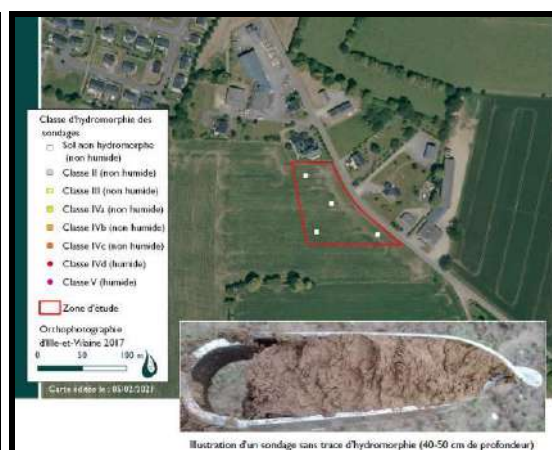 Classe d'hydromorphie des
sondages
Sol non hydromorphe
(non humide)
Classe II (non humide)
Classe III (non humide)
Classe IVa (non humide)
Classe IVb (non humide)
Classe IVc (non humide)
Classe IVd (humide)
Classe V (humide)
Zone d'étude
Orthophotographie
d'Ille-et-Vilaine 2017
0 50 100 m
Carte éditée le : 05/02/2021
Illustration d'un sondage sans trace d'hydromorphie (40-50 cm de profondeur)